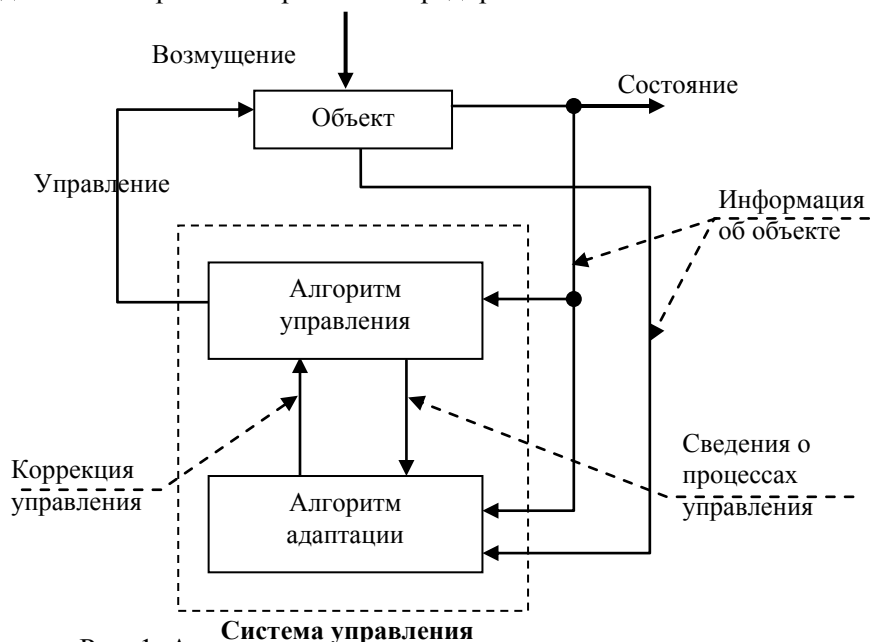 Возмущение
Состояние
Объект
Управление
Информация
об объекте
Алгоритм
управления
Сведения о
процессах
управления
Коррекция
управления
Алгоритм
адаптации
Система управления